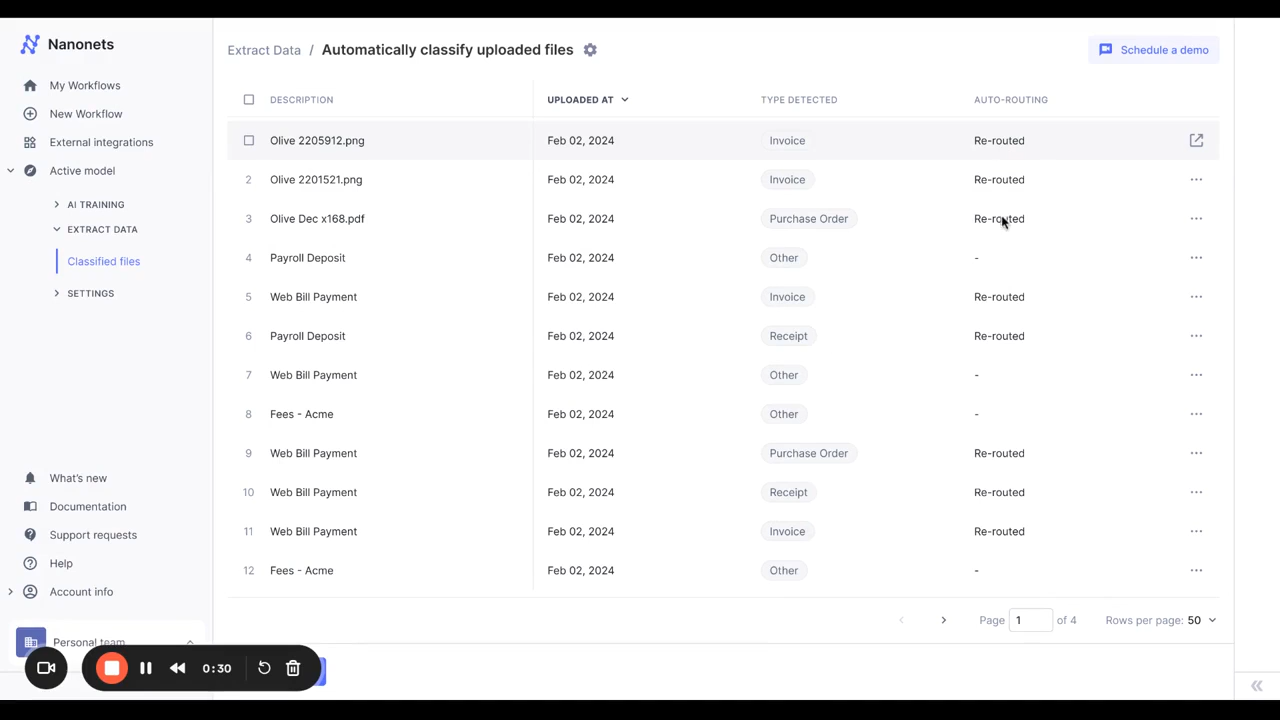 Nanonets
My Workflows
New Workflow
External integrations
Active model
AI TRAINING
EXTRACT DATA
Classified files
SETTINGS
What's new
Documentation
Support requests
Help
Account info
Personal team
0:30
Extract Data / Automatically classify uploaded files
Schedule a demo
DESCRIPTION UPLOADED AT TYPE DETECTED AUTO-ROUTING
Olive 2205912.png Feb 02, 2024 Invoice Re-routed
2 Olive 2201521.png Feb 02, 2024 Invoice Re-routed
3 Olive Dec x168.pdf Feb 02, 2024 Purchase Order Re-routed
4 Payroll Deposit Feb 02, 2024 Other -
5 Web Bill Payment Feb 02, 2024 Invoice Re-routed
6 Payroll Deposit Feb 02, 2024 Receipt Re-routed
7 Web Bill Payment Feb 02, 2024 Other -
8 Fees - Acme Feb 02, 2024 Other -
9 Web Bill Payment Feb 02, 2024 Purchase Order Re-routed
10 Web Bill Payment Feb 02, 2024 Receipt Re-routed
11 Web Bill Payment Feb 02, 2024 Invoice Re-routed
12 Fees - Acme Feb 02, 2024 Other -
Page 1 of 4 Rows per page: 50